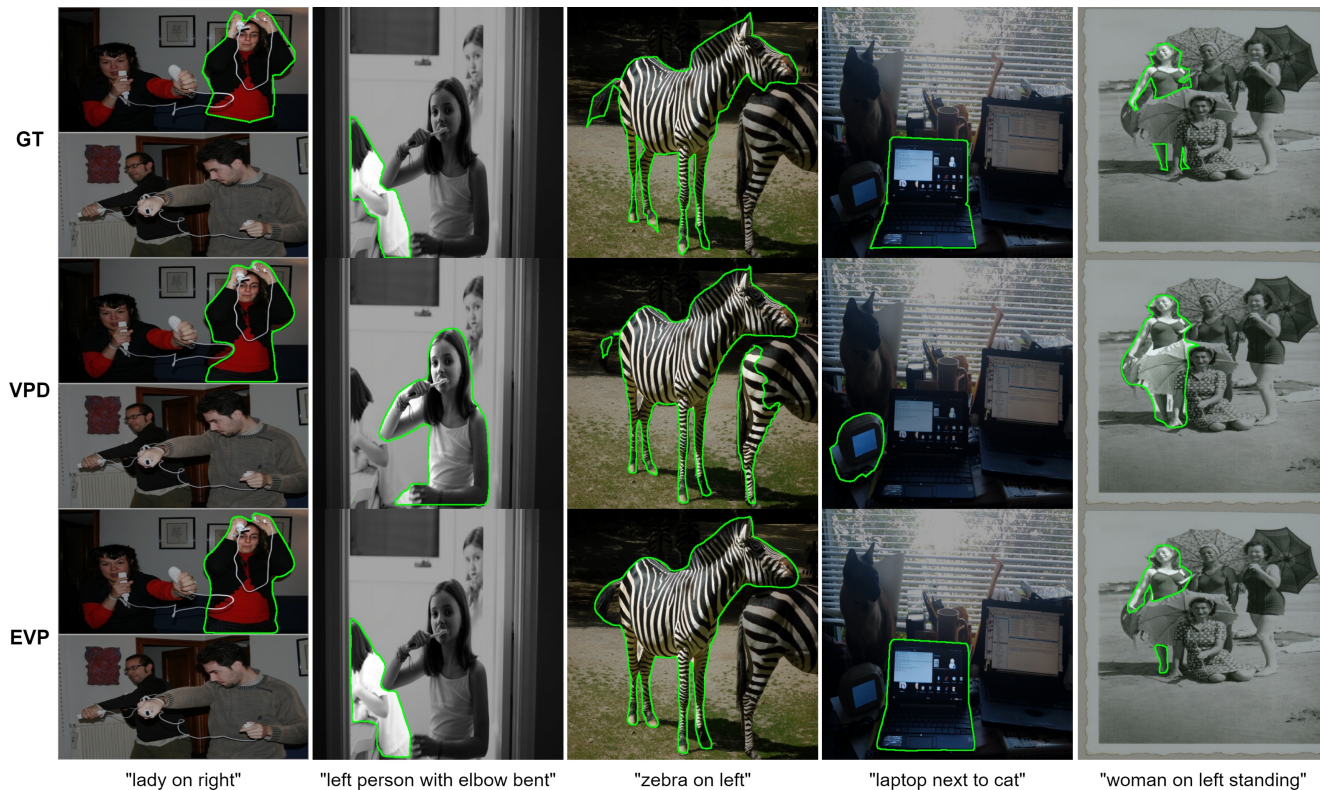 GT
VPD
EVP
"lady on right"
"left person with elbow bent"
"zebra on left"
"laptop next to cat"
"woman on left standing"